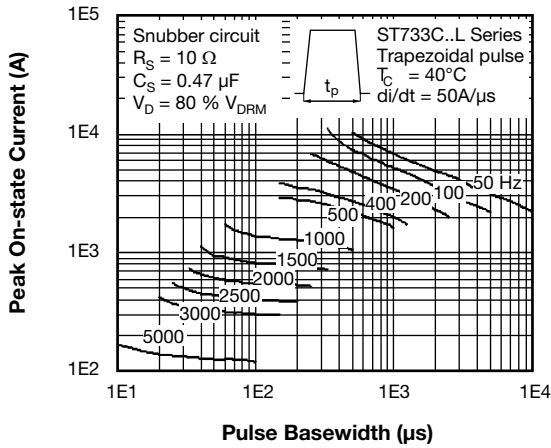 1E5
Snubber circuit
R_S = 10 Ω
C_S = 0.47 µF
V_D = 80 % V_DRM
t_p
ST733C..L Series
Trapezoidal pulse
T_C = 40°C
di/dt = 50A/µs
Peak On-state Current (A)
1E4
50 Hz
100
200
400
500
1E3
1000
1500
2000
2500
3000
5000
1E2
1E1
1E2
1E3
1E4
Pulse Basewidth (µs)